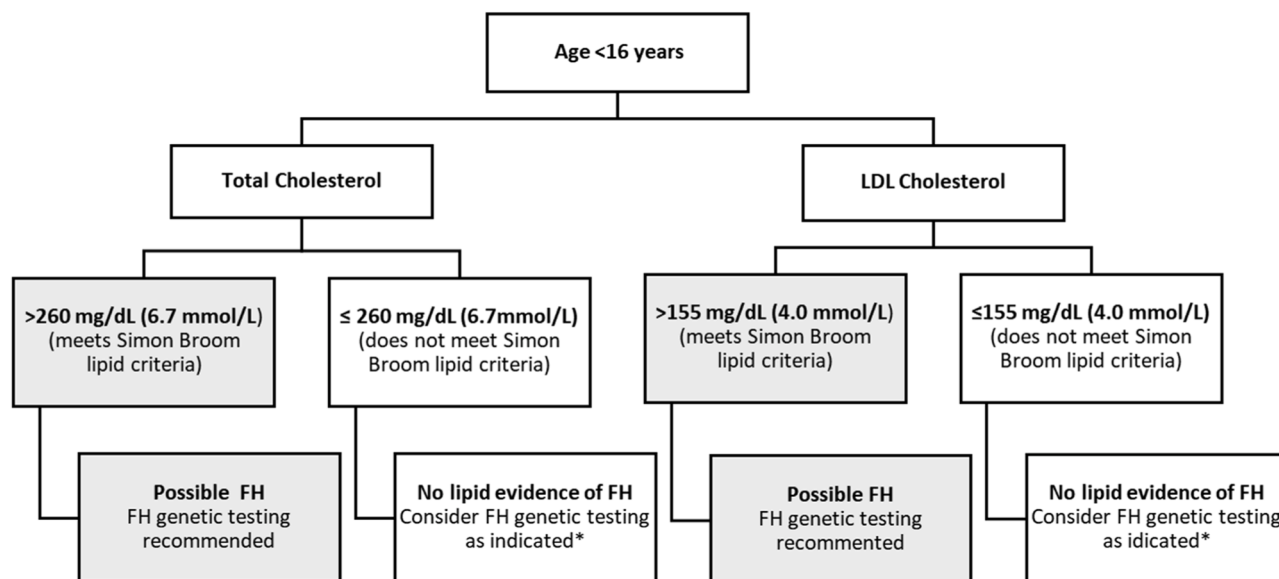 Age <16 years
Total Cholesterol
LDL Cholesterol
>260 mg/dL (6.7 mmol/L)
(meets Simon Broom
lipid criteria)
≤ 260 mg/dL (6.7mmol/L)
(does not meet Simon
Broom lipid criteria)
>155 mg/dL (4.0 mmol/L)
(meets Simon Broom
lipid criteria)
≤155 mg/dL (4.0 mmol/L)
(does not meet Simon
Broom lipid criteria)
Possible FH
FH genetic testing
recommended
No lipid evidence of FH
Consider FH genetic testing
as indicated*
Possible FH
FH genetic testing
recommended
No lipid evidence of FH
Consider FH genetic testing
as idicated*